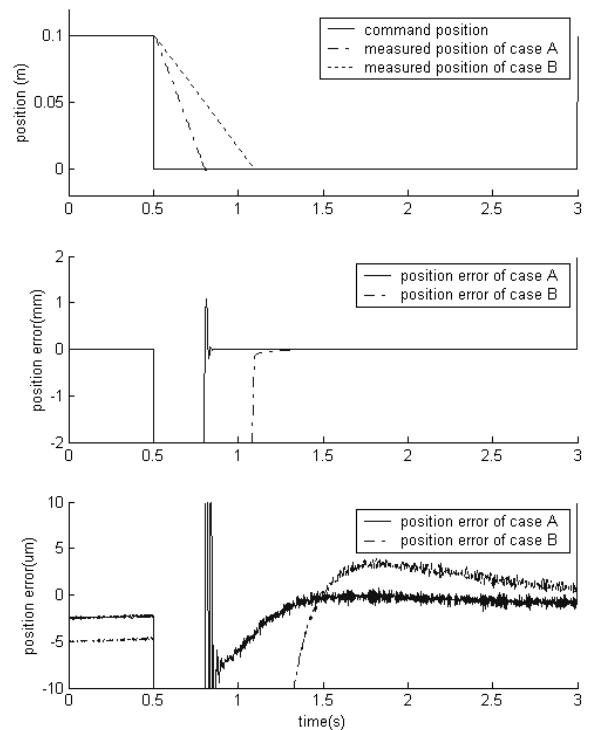 command position
measured position of case A
measured position of case B
position (m)
0.1
0.05
0
0 0.5 1 1.5 2 2.5 3
position error of case A
position error of case B
position error(mm)
2
1
0
-1
-2
0 0.5 1 1.5 2 2.5 3
position error of case A
position error of case B
position error(um)
10
5
0
-5
-10
0 0.5 1 1.5 2 2.5 3
time(s)